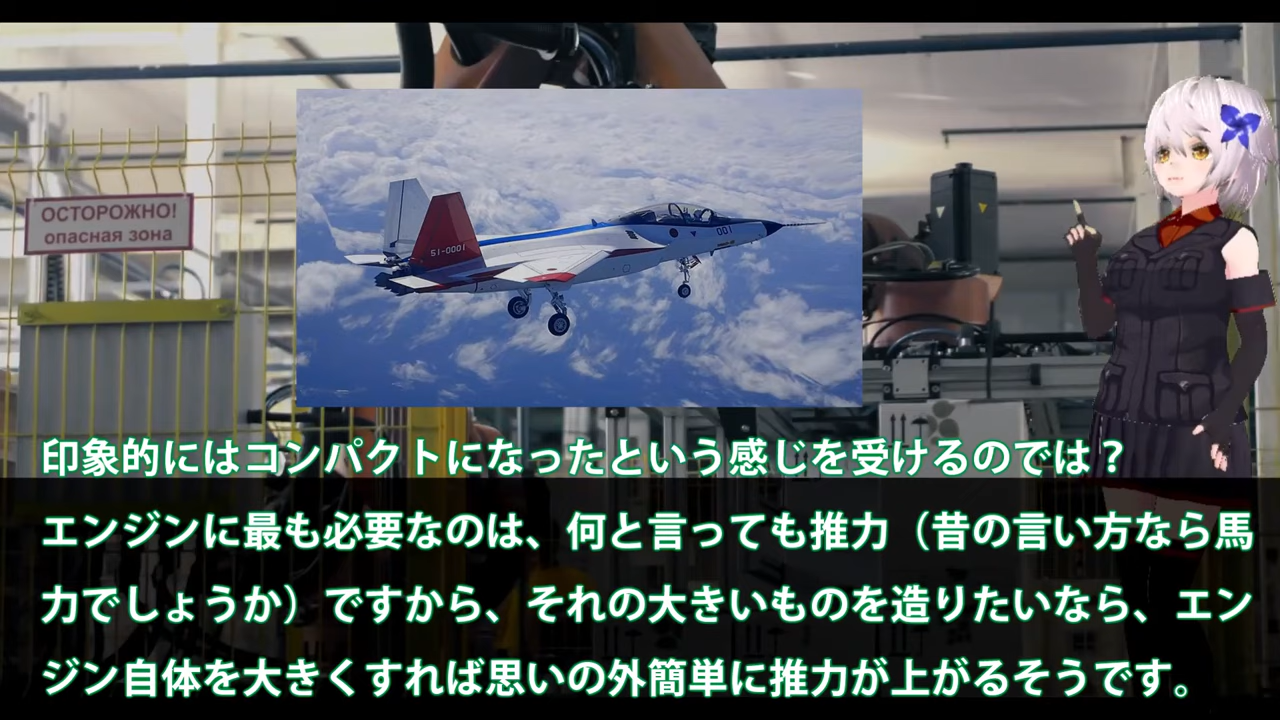 ОСТОРОЖНО!
опасная зона
51-0001
001
印象的にはコンパクトになったという感じを受けるのでは？
エンジンに最も必要なのは、何と言っても推力（昔の言い方なら馬
力でしょうか）ですから、それの大きいものを造りたいなら、エン
ジン自体を大きくすれば思いの外簡単に推力が上がるそうです。